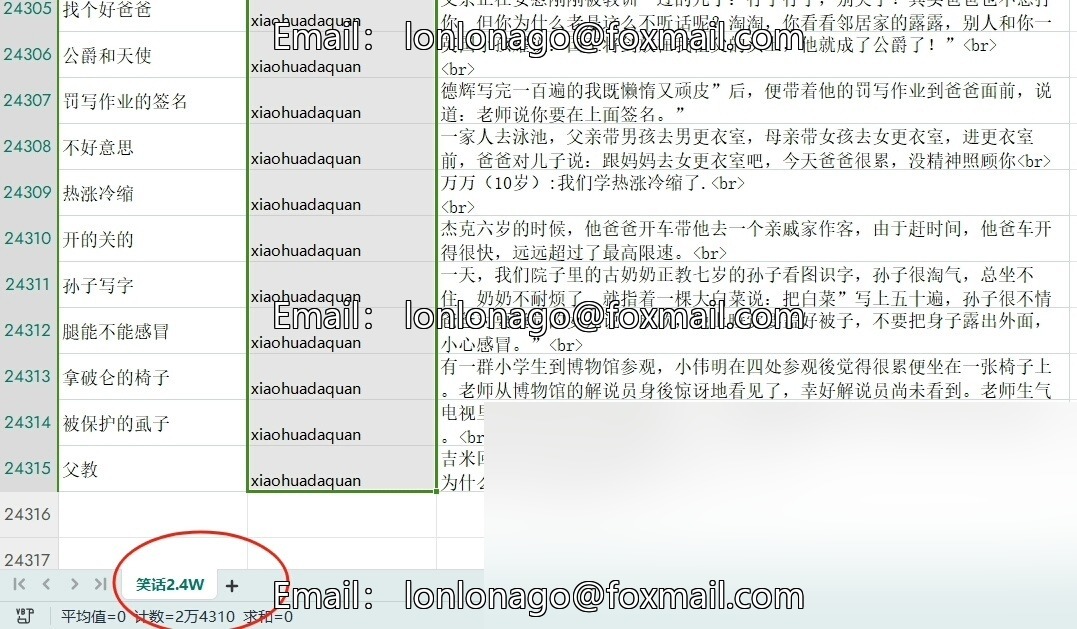 24305 找个好爸爸 xiaohuadaquan
你，但你为什么老是这么不听话呢？淘淘，你看看邻居家的露露，别人和你一
Email： lonlonago@foxmail.com
24306 公爵和天使 xiaohuadaquan
他就成了公爵了！”<br>
<br>
24307 罚写作业的签名 xiaohuadaquan
德辉写完一百遍的我既懒惰又顽皮”后，便带着他的罚写作业到爸爸面前，说
道：老师说你要在上面签名。”
24308 不好意思 xiaohuadaquan
一家人去泳池，父亲带男孩去男更衣室，母亲带女孩去女更衣室，进更衣室
前，爸爸对儿子说：跟妈妈去女更衣室吧，今天爸爸很累，没精神照顾你<br>
24309 热涨冷缩 xiaohuadaquan
万万（10岁）:我们学热涨冷缩了.<br>
<br>
24310 开的关的 xiaohuadaquan
杰克六岁的时候，他爸爸开车带他去一个亲戚家作客，由于赶时间，他爸车开
得很快，远远超过了最高限速。<br>
24311 孙子写字 xiaohuadaquan
一天，我们院子里的古奶奶正教七岁的孙子看图识字，孙子很淘气，总坐不
住，奶奶不耐烦了，就指着一棵大白菜说：把白菜”写上五十遍，孙子很不情
Email： lonlonago@foxmail.com
24312 腿能不能感冒 xiaohuadaquan
好被子，不要把身子露出外面，
小心感冒。”<br>
24313 拿破仑的椅子 xiaohuadaquan
有一群小学生到博物馆参观，小伟明在四处参观後觉得很累便坐在一张椅子上
。老师从博物馆的解说员身後惊讶地看见了，幸好解说员尚未看到。老师生气
24314 被保护的虱子 xiaohuadaquan
电视里
。<br
24315 父教 xiaohuadaquan
吉米回
为什么
24316
24317
笑话2.4W +
Email： lonlonago@foxmail.com
平均值=0 计数=2万4310 求和=0